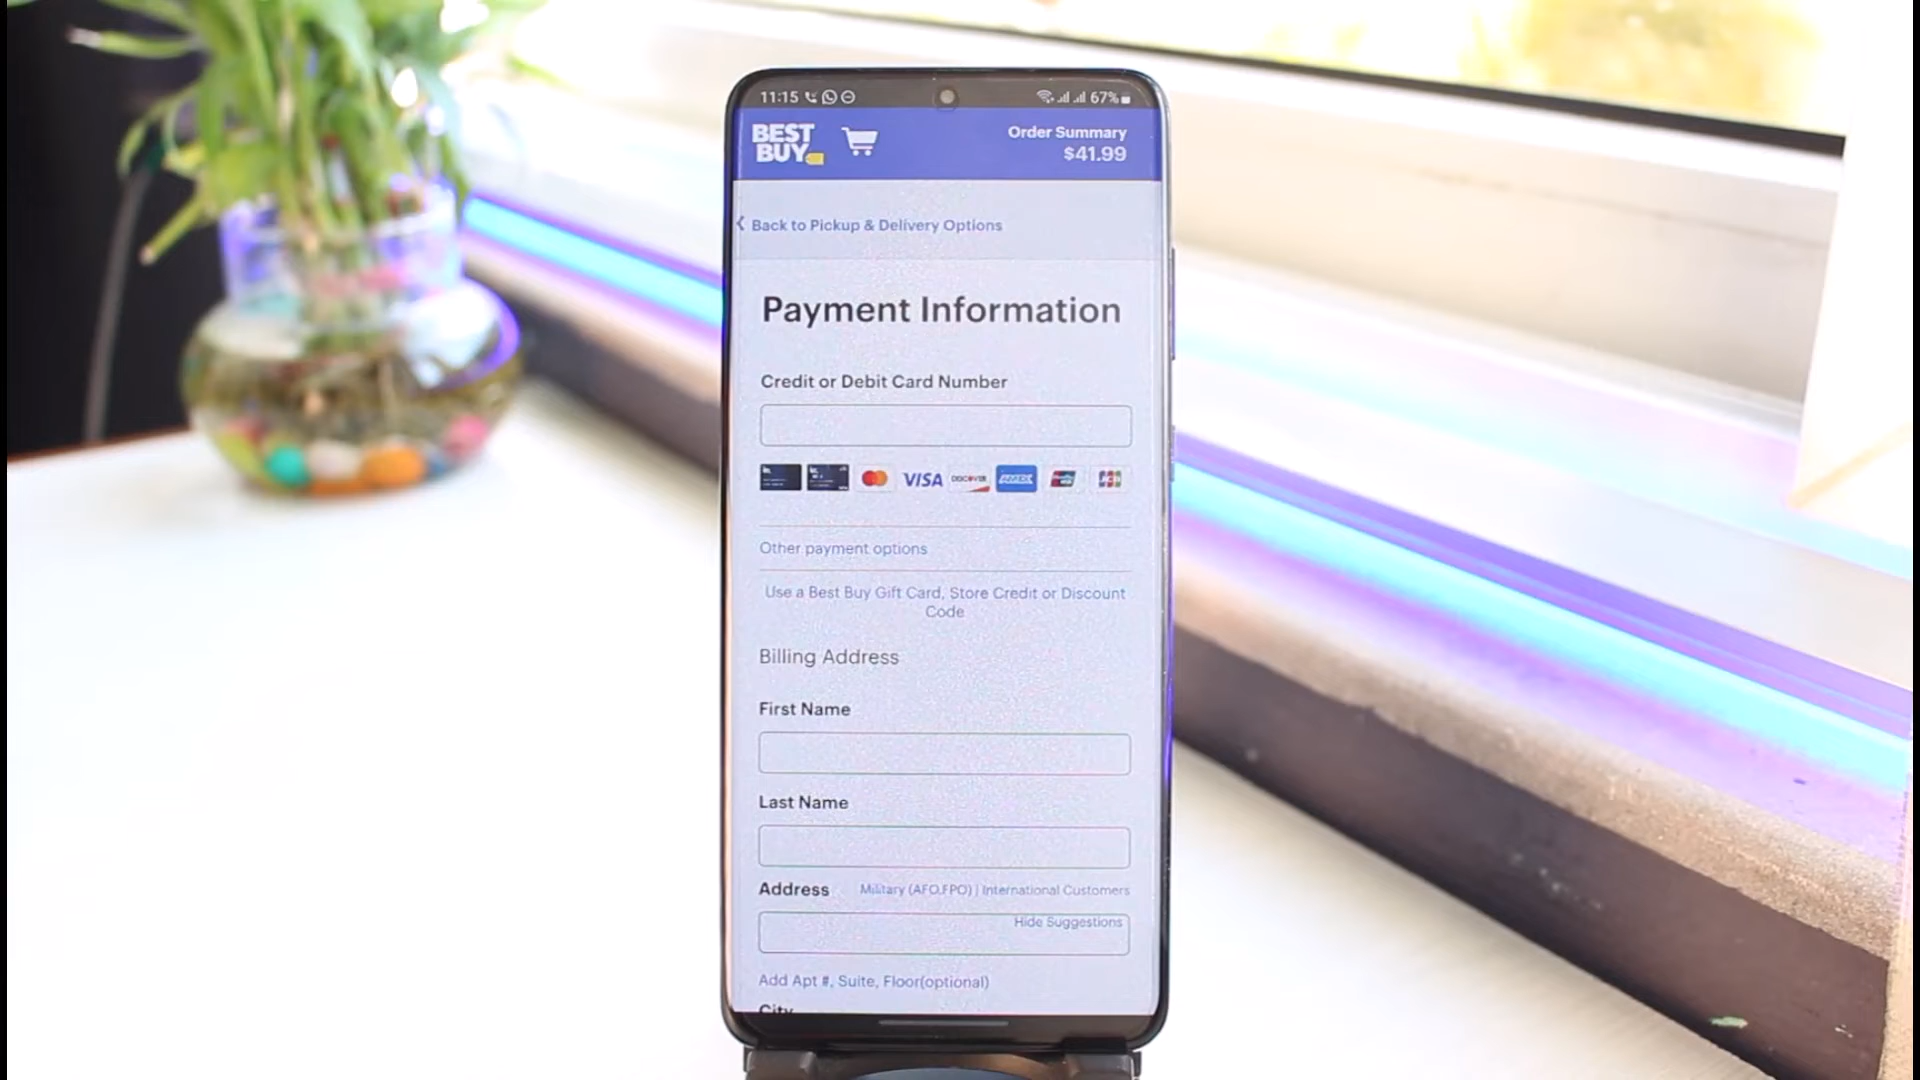 11:15
67%
BEST
BUY
Order Summary
$41.99
Back to Pickup & Delivery Options
Payment Information
Credit or Debit Card Number
VISA
DISCOVER
AMEX
JCB
Other payment options
Use a Best Buy Gift Card, Store Credit or Discount
Code
Billing Address
First Name
Last Name
Address
Military (AFO,FPO) | International Customers
Hide Suggestions
Add Apt #, Suite, Floor(optional)
City